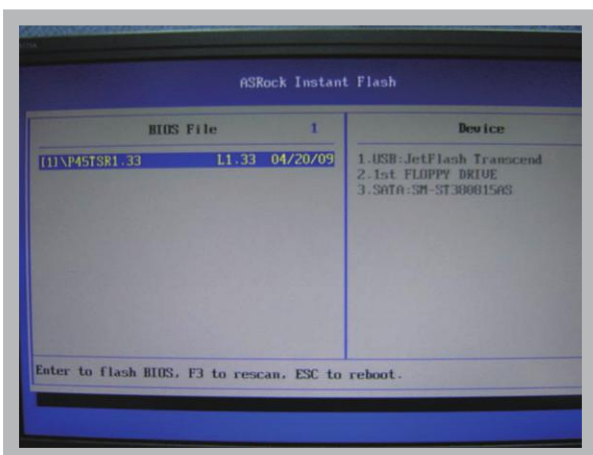 ASRock Instant Flash
BIOS File 1 Device
[1]\P45TSR1.33 L1.33 04/20/09
1.USB:JetFlash Transcend
2.1st FLOPPY DRIVE
3.SATA:SM-ST380815AS
Enter to flash BIOS, F3 to rescan, ESC to reboot.